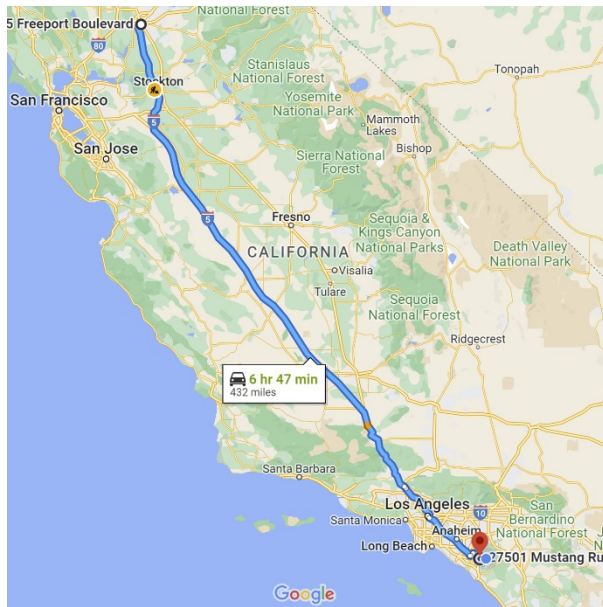 National Forest
Forest
5 Freeport Boulevard
80
Stanislaus
National Forest
Tonopah
Stockton
Yosemite
National Park
San Francisco
Mammoth
Lakes
5
Bishop
San Jose
Sierra National
Forest
5
Fresno
Sequoia &
Kings Canyon
National Parks
Death Valley
National Park
CALIFORNIA
Visalia
Tulare
Sequoia
National Forest
Ridgecrest
6 hr 47 min
432 miles
Santa Barbara
Los Angeles
10
San
Bernardino
National Forest
Santa Monica
Anaheim
Long Beach
27501 Mustang Ru
Google